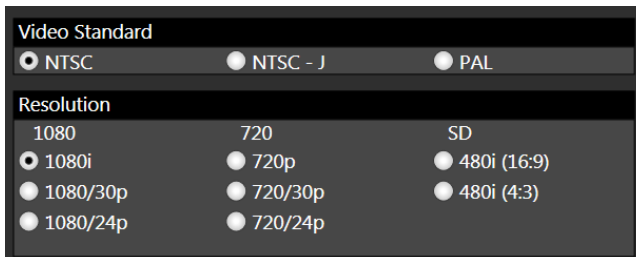 Video Standard
NTSC NTSC - J PAL
Resolution
1080 720 SD
1080i 720p 480i (16:9)
1080/30p 720/30p 480i (4:3)
1080/24p 720/24p